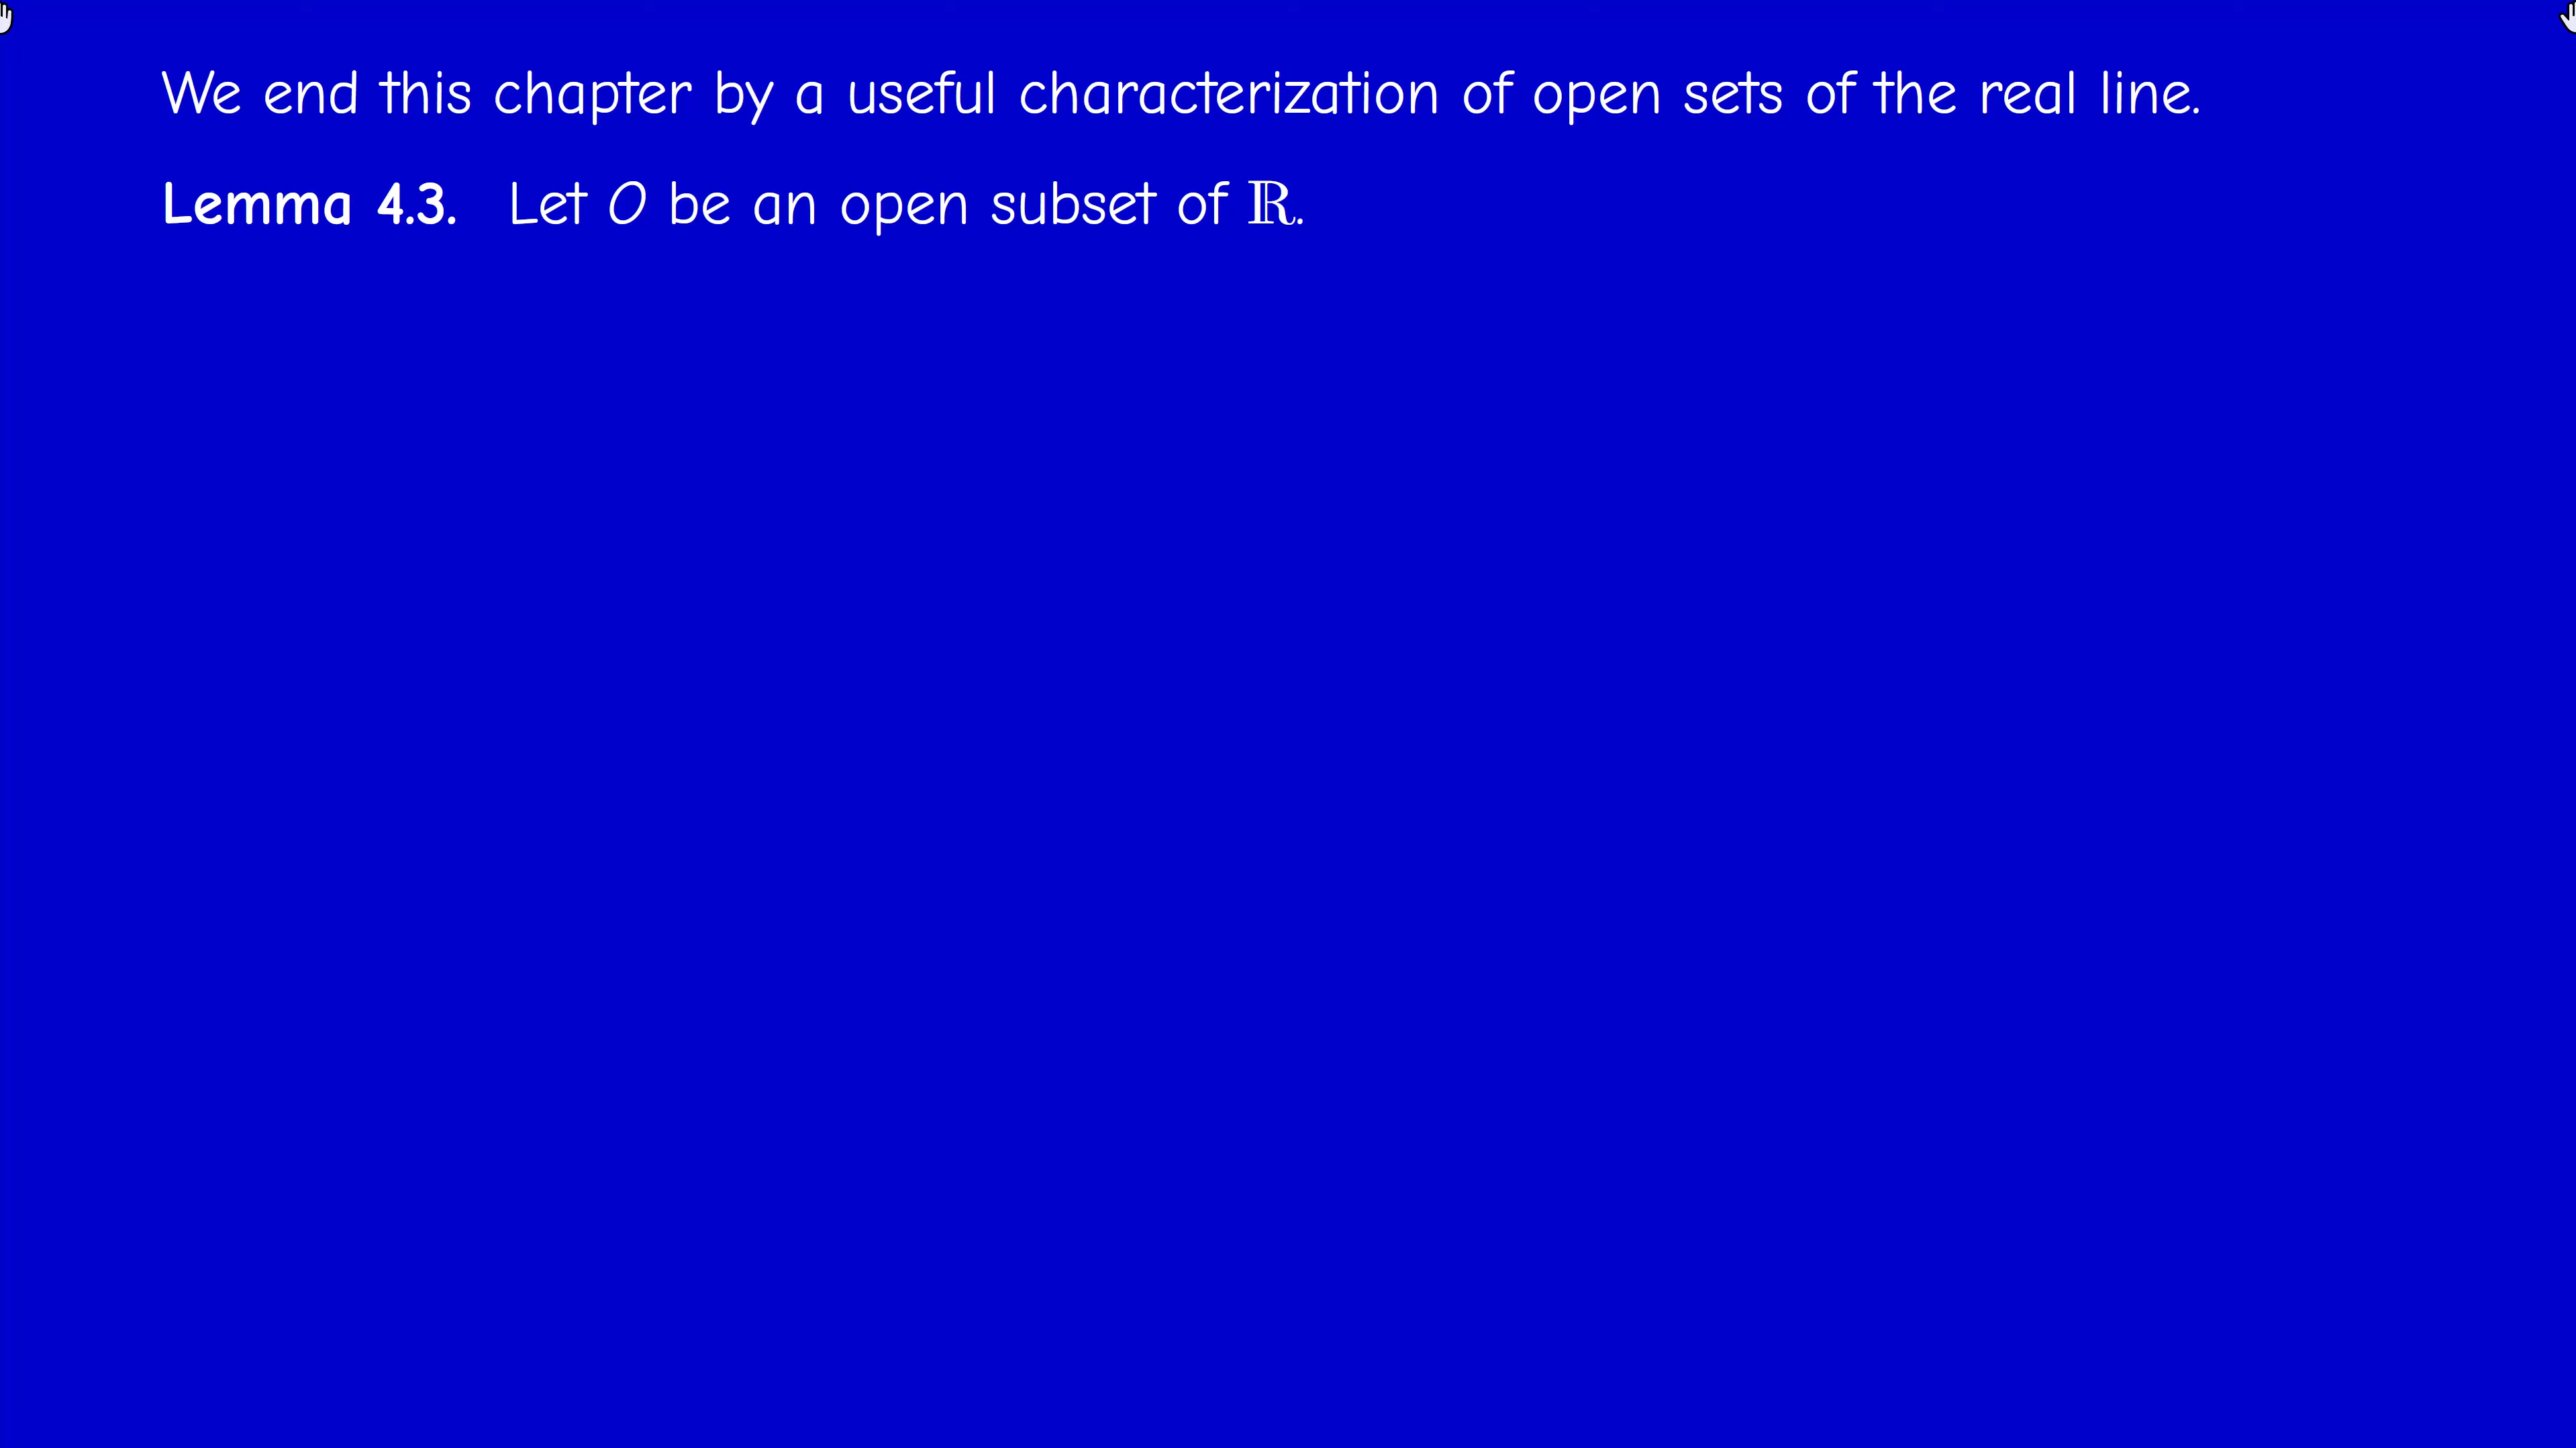 We end this chapter by a useful characterization of open sets of the real line.
Lemma 4.3. Let O be an open subset of ℝ.